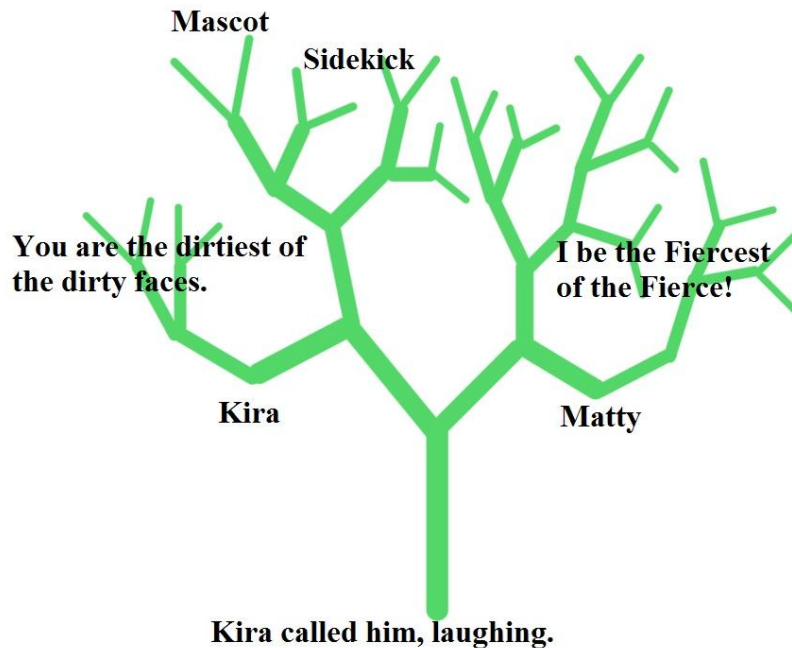 Mascot
Sidekick
You are the dirtiest of
the dirty faces.
I be the Fiercest
of the Fierce!
Kira
Matty
Kira called him, laughing.